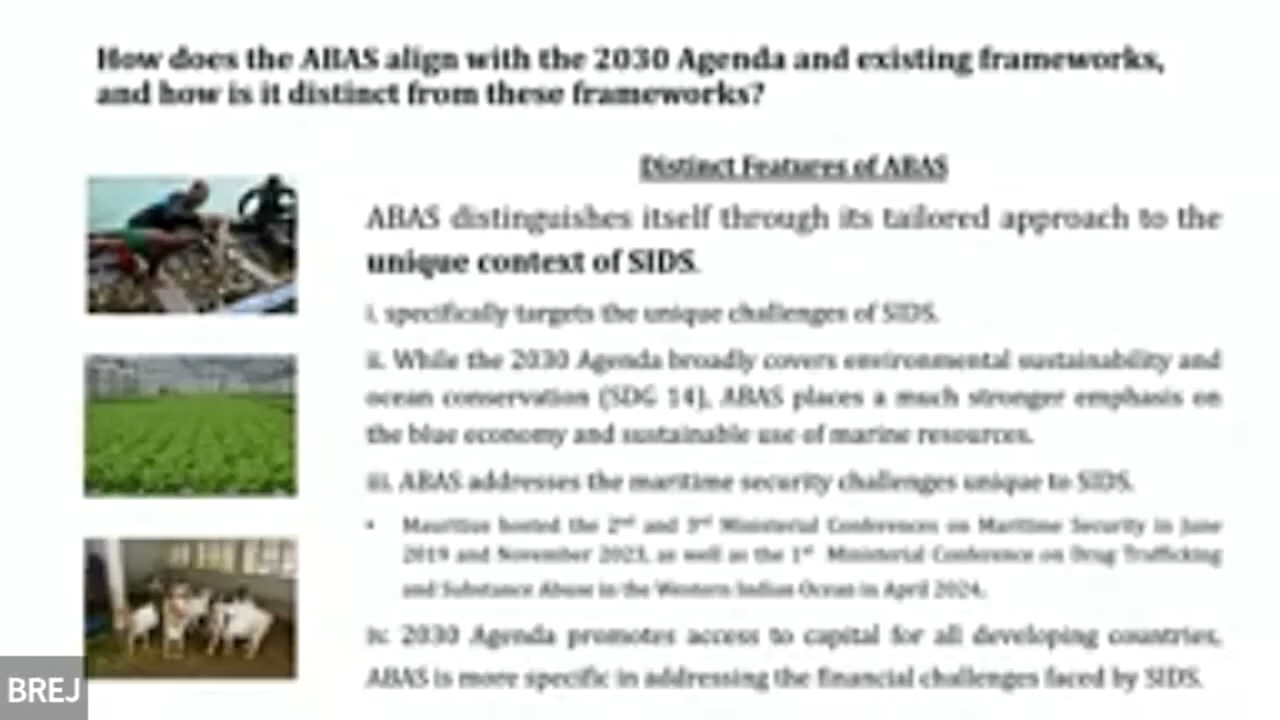 How does the ABAS align with the 2030 Agenda and existing frameworks,
and how is it distinct from these frameworks?
Distinct Features of ABAS
ABAS distinguishes itself through its tailored approach to the
unique context of SIDS.
i. specifically targets the unique challenges of SIDS.
ii. While the 2030 Agenda broadly covers environmental sustainability and
ocean conservation (SDG 14), ABAS places a much stronger emphasis on
the blue economy and sustainable use of marine resources.
iii. ABAS addresses the maritime security challenges unique to SIDS.
• Mauritius hosted the 2nd and 3rd Ministerial Conferences on Maritime Security in June
2019 and November 2023, as well as the 1st Ministerial Conference on Drug Trafficking
and Substance Abuse in the Western Indian Ocean in April 2024.
iv. 2030 Agenda promotes access to capital for all developing countries,
ABAS is more specific in addressing the financial challenges faced by SIDS.
BREJ